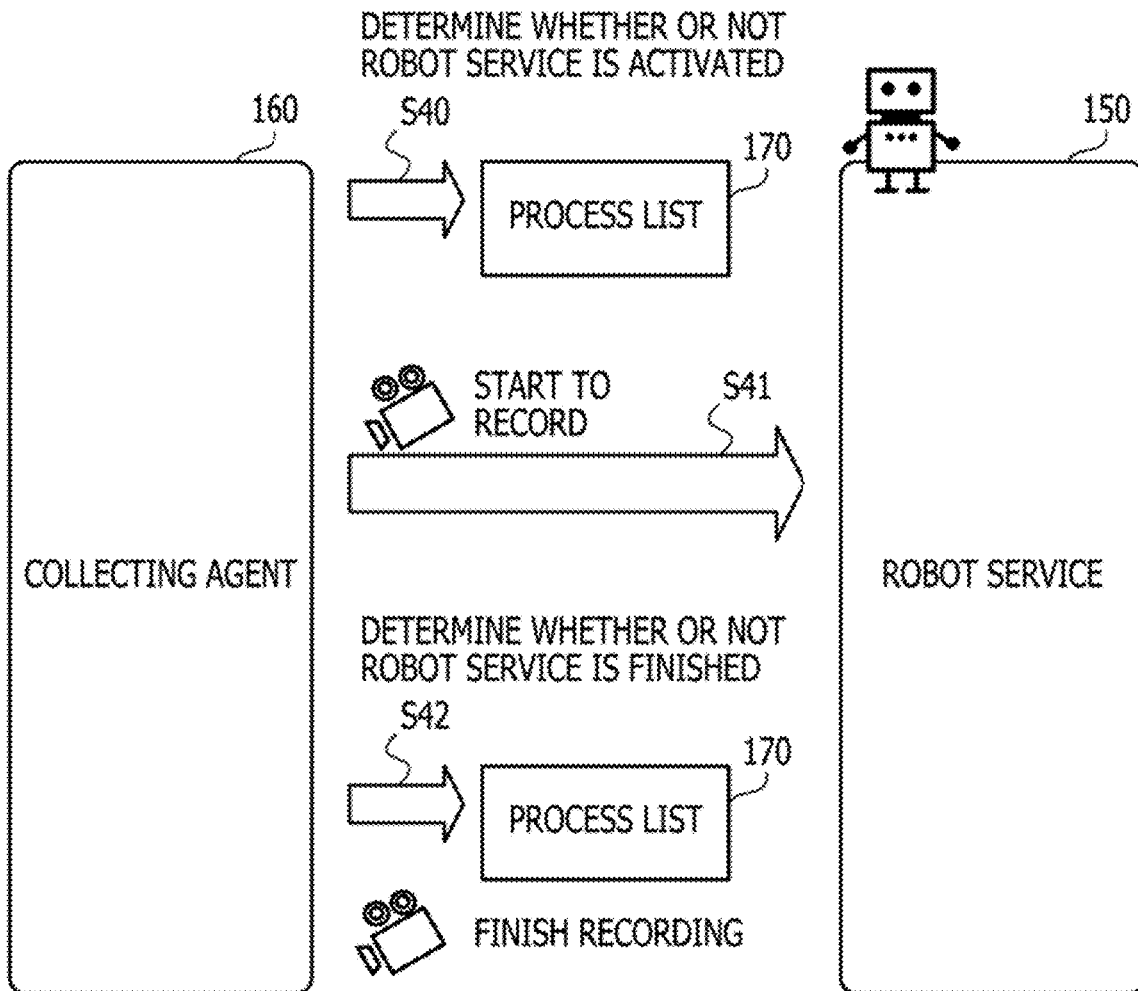 DETERMINE WHETHER OR NOT
ROBOT SERVICE IS ACTIVATED
160
S40
150
170
PROCESS LIST
START TO
RECORD
S41
COLLECTING AGENT
ROBOT SERVICE
DETERMINE WHETHER OR NOT
ROBOT SERVICE IS FINISHED
S42
170
PROCESS LIST
FINISH RECORDING